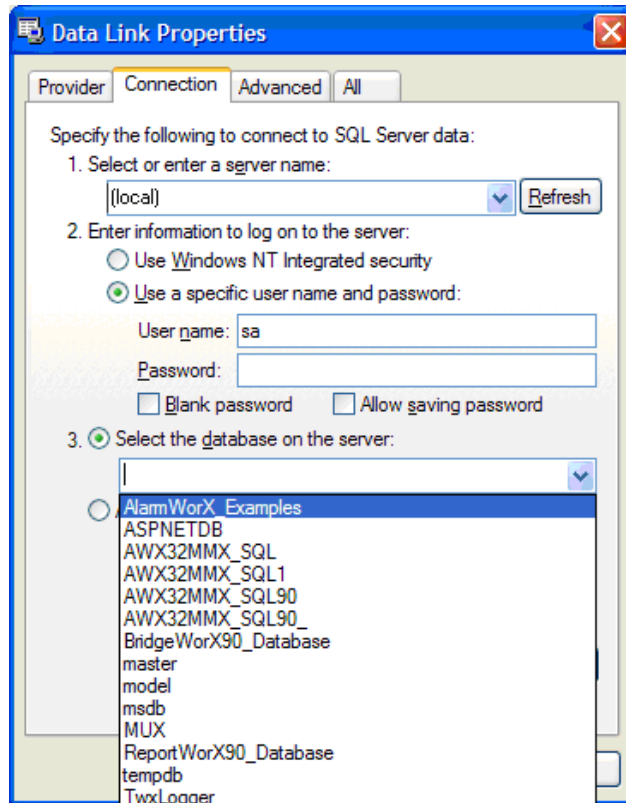 Data Link Properties
Provider Connection Advanced All
Specify the following to connect to SQL Server data:
1. Select or enter a server name:
(local) Refresh
2. Enter information to log on to the server:
Use Windows NT Integrated security
Use a specific user name and password:
User name: sa
Password:
Blank password Allow saving password
3. Select the database on the server:
AlarmWorX_Examples
ASPNETDB
AWX32MMX_SQL
AWX32MMX_SQL1
AWX32MMX_SQL90
AWX32MMX_SQL90_
BridgeWorX90_Database
master
model
msdb
MUX
ReportWorX90_Database
tempdb
TwxLogger